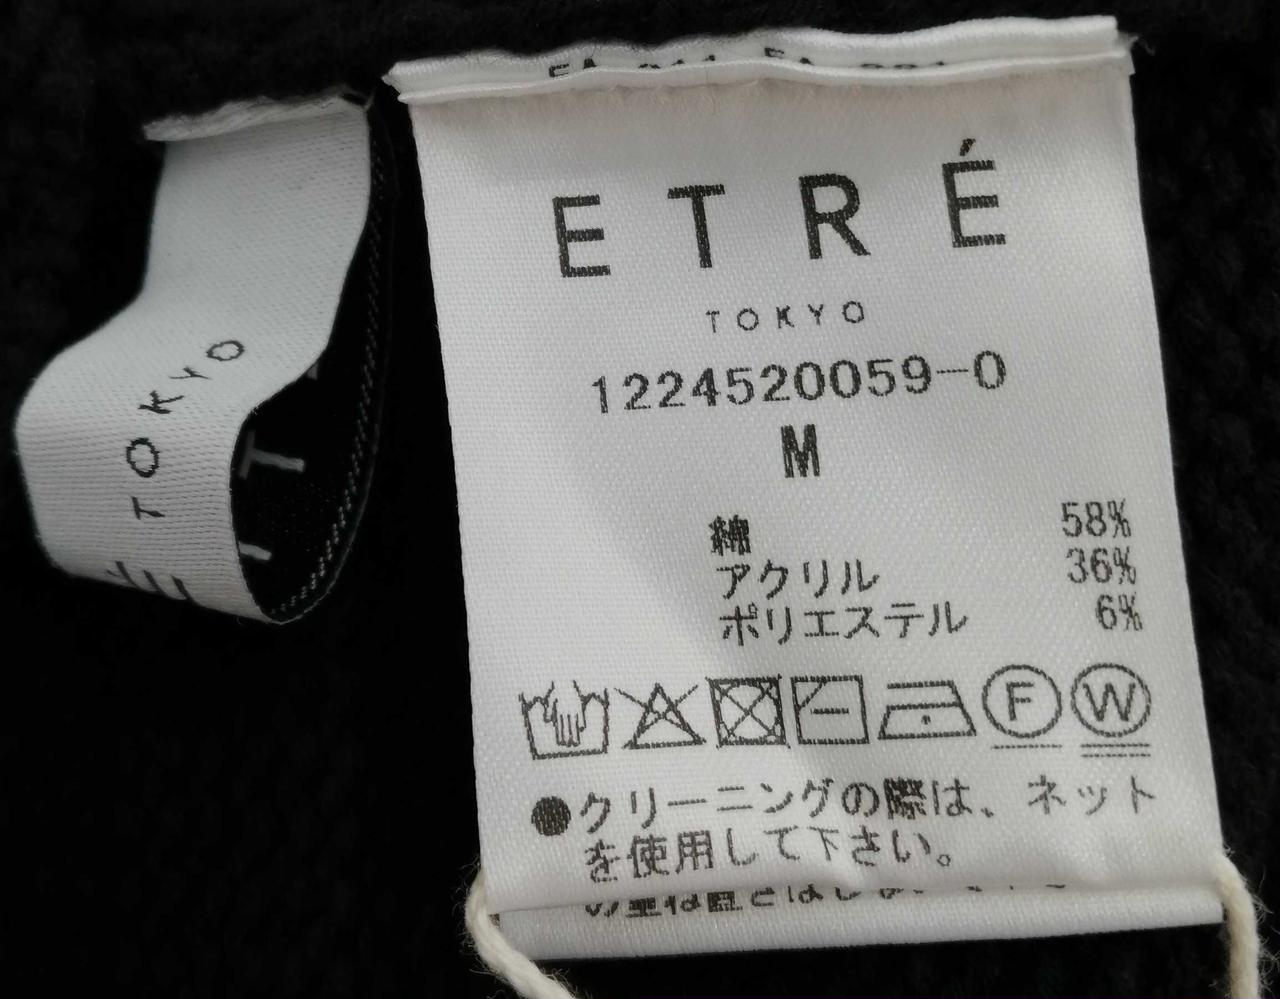 ETRÉ
TOKYO
1224520059-0
M
綿 58%
アクリル 36%
ポリエステル 6%
F W
●クリーニングの際は、ネット
を使用して下さい。
TOKYO